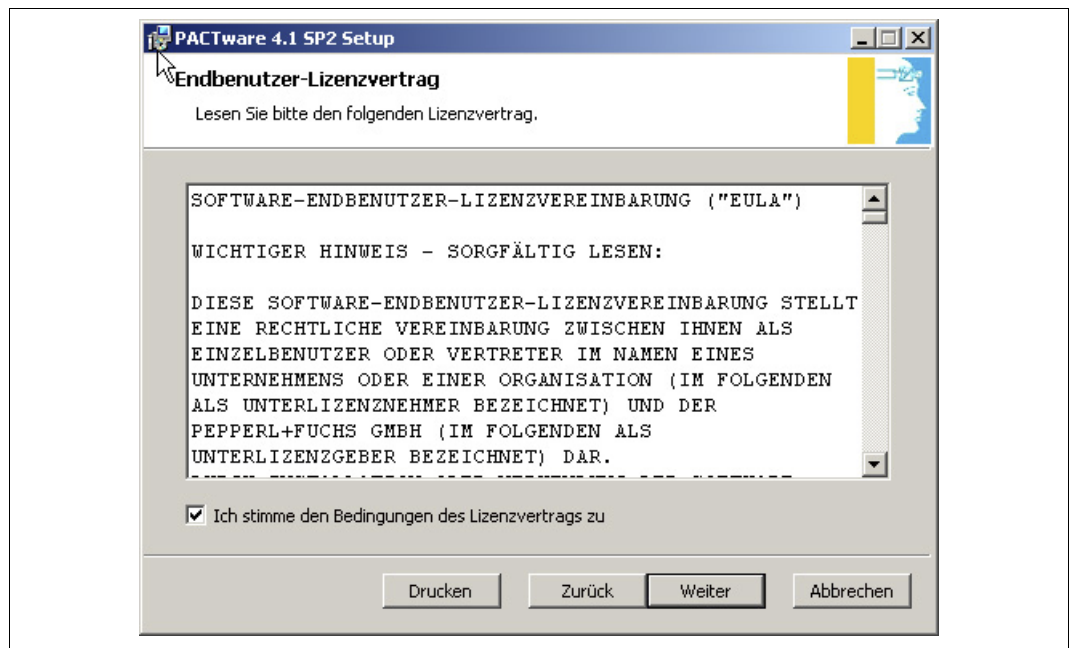 PACTware 4.1 SP2 Setup
Endbenutzer-Lizenzvertrag
Lesen Sie bitte den folgenden Lizenzvertrag.
SOFTWARE-ENDBENUTZER-LIZENZVEREINBARUNG ("EULA")
WICHTIGER HINWEIS - SORGFÄLTIG LESEN:
DIESE SOFTWARE-ENDBENUTZER-LIZENZVEREINBARUNG STELLT
EINE RECHTLICHE VEREINBARUNG ZWISCHEN IHNEN ALS
EINZELBENUTZER ODER VERTRETER IM NAMEN EINES
UNTERNEHMENS ODER EINER ORGANISATION (IM FOLGENDEN
ALS UNTERLIZENZNEHMER BEZEICHNET) UND DER
PEPPERL+FUCHS GMBH (IM FOLGENDEN ALS
UNTERLIZENZGEBER BEZEICHNET) DAR.
Ich stimme den Bedingungen des Lizenzvertrags zu
Drucken
Zurück
Weiter
Abbrechen